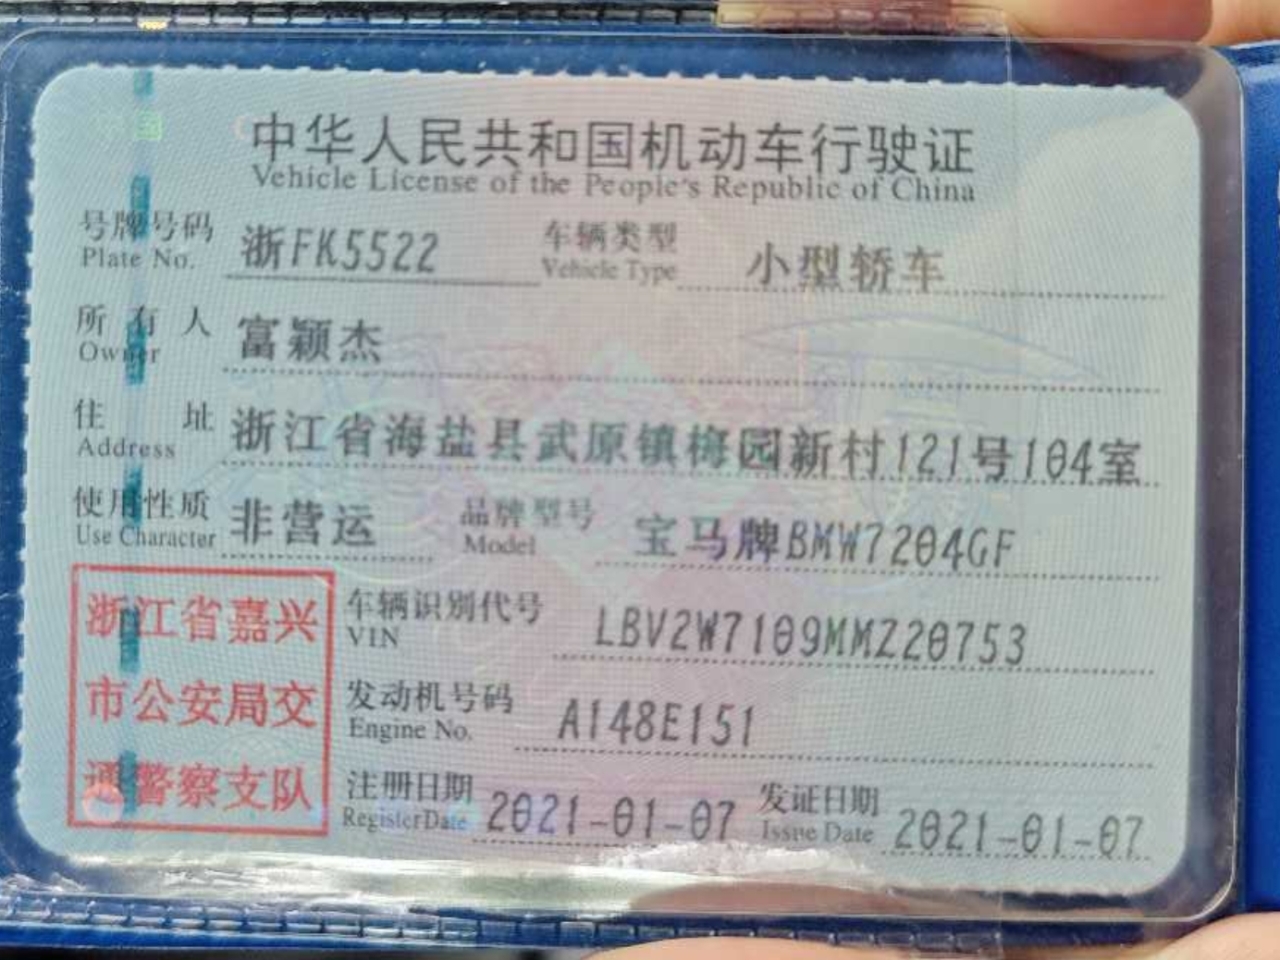 中华人民共和国机动车行驶证
Vehicle License of the People's Republic of China
号牌号码 浙FK5522 车辆类型 小型轿车
Plate No. Vehicle Type
所有人 富颖杰
Owner
住址 浙江省海盐县武原镇梅园新村121号104室
Address
使用性质 非营运 品牌型号 宝马牌BMW7204GF
Use Character Model
浙江省嘉兴
市公安局交
通警察支队
车辆识别代号 LBV2W7109MMZ20753
VIN
发动机号码 A148E151
Engine No.
注册日期 2021-01-07 发证日期 2021-01-07
Register Date Issue Date